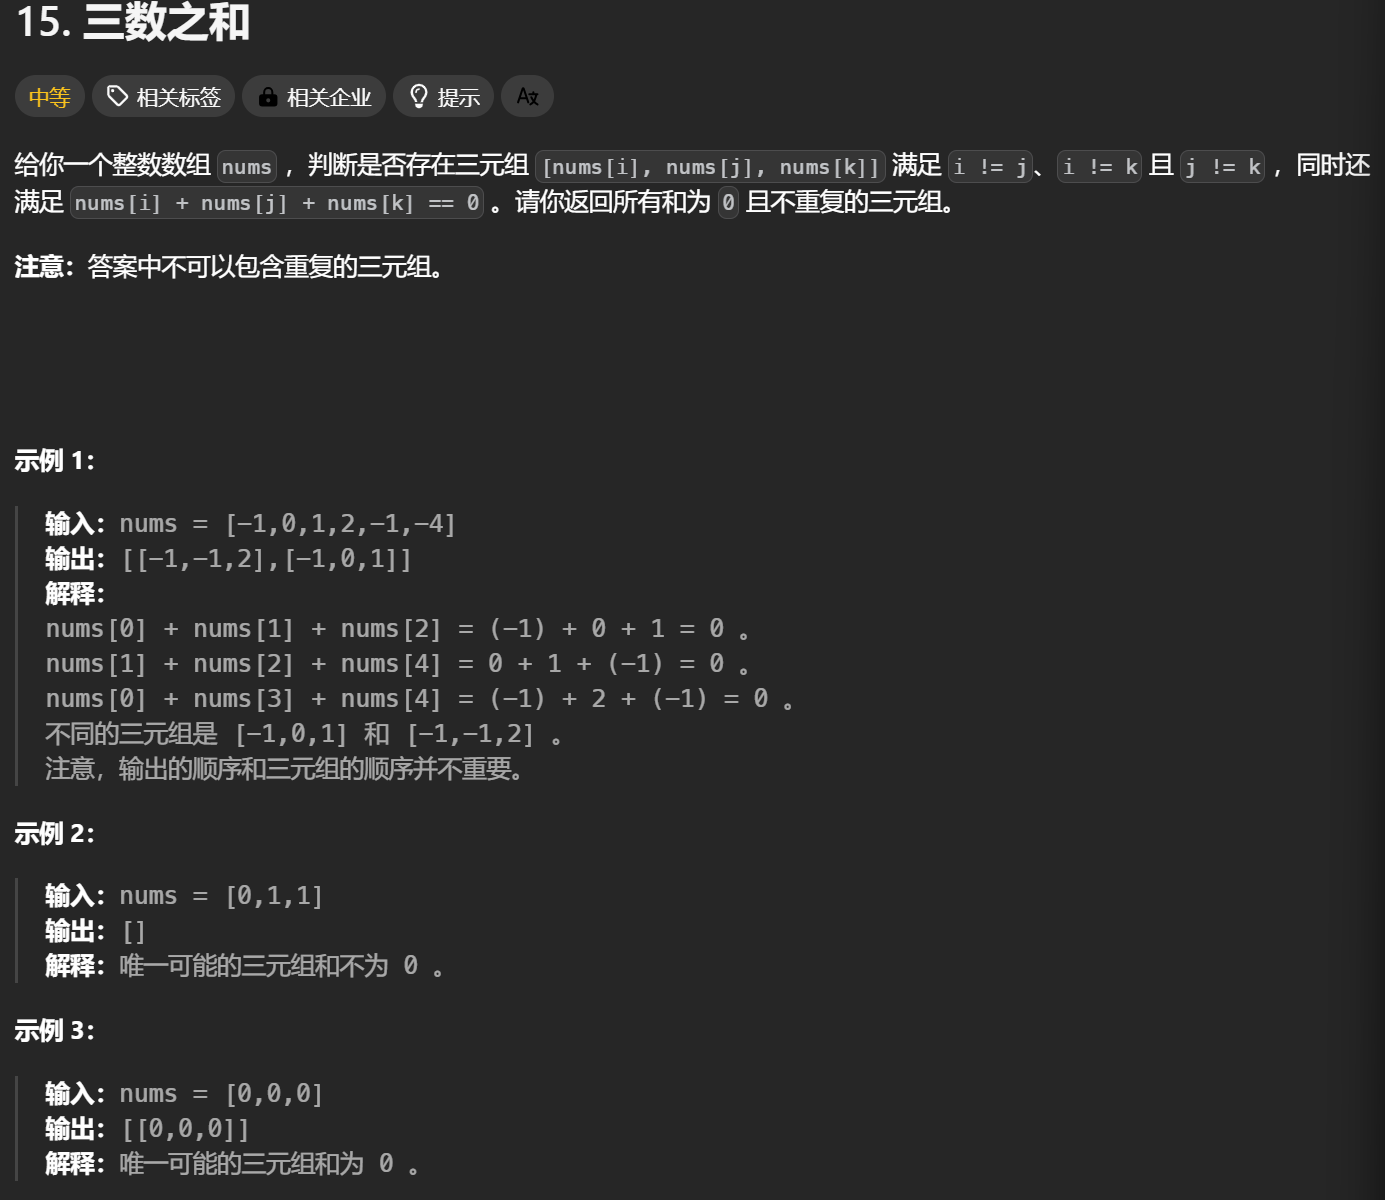 15. 三数之和
中等 相关标签 相关企业 提示 A文
给你一个整数数组 nums ，判断是否存在三元组 [nums[i], nums[j], nums[k]] 满足 i != j、i != k 且 j != k ，同时还
满足 nums[i] + nums[j] + nums[k] == 0 。请你返回所有和为 0 且不重复的三元组。
注意：答案中不可以包含重复的三元组。
示例 1：
输入：nums = [-1,0,1,2,-1,-4]
输出：[[-1,-1,2],[-1,0,1]]
解释：
nums[0] + nums[1] + nums[2] = (-1) + 0 + 1 = 0 。
nums[1] + nums[2] + nums[4] = 0 + 1 + (-1) = 0 。
nums[0] + nums[3] + nums[4] = (-1) + 2 + (-1) = 0 。
不同的三元组是 [-1,0,1] 和 [-1,-1,2] 。
注意，输出的顺序和三元组的顺序并不重要。
示例 2：
输入：nums = [0,1,1]
输出：[]
解释：唯一可能的三元组和不为 0 。
示例 3：
输入：nums = [0,0,0]
输出：[[0,0,0]]
解释：唯一可能的三元组和为 0 。